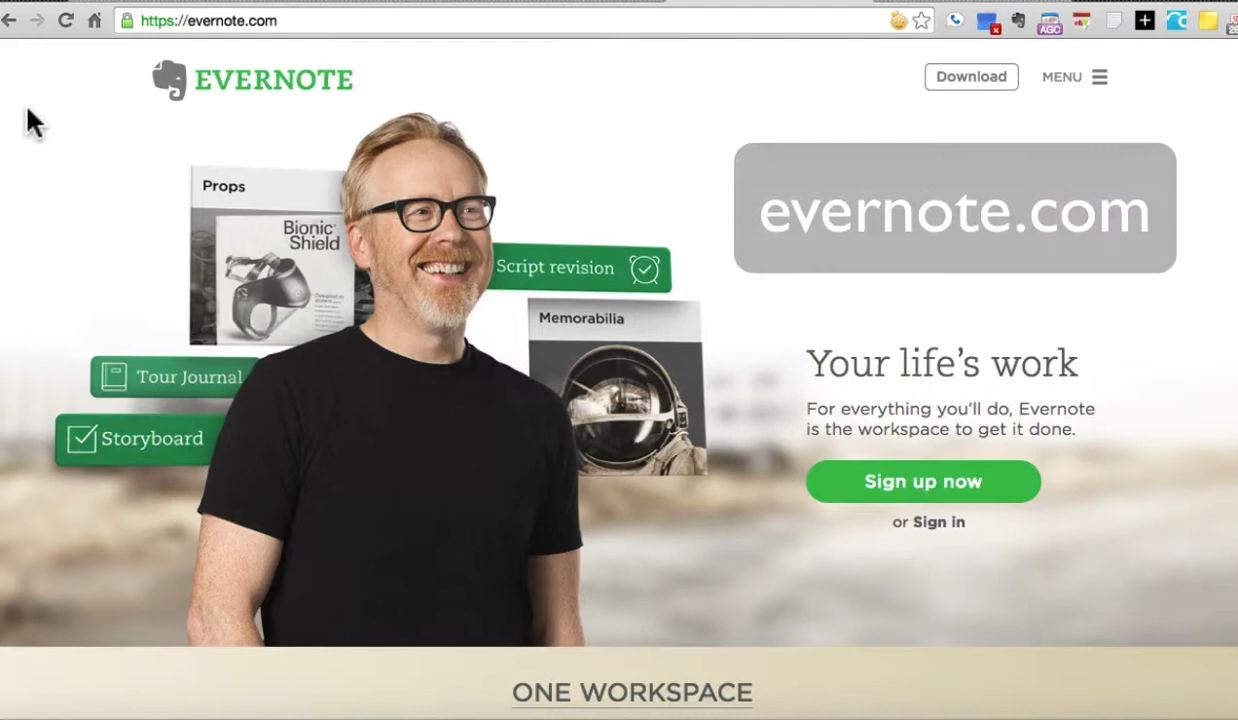 https://evernote.com
AGC
EVERNOTE
Download
MENU
evernote.com
Props
Bionic
Shield
Script revision
Memorabilia
Tour Journal
Storyboard
Your life's work
For everything you'll do, Evernote
is the workspace to get it done.
Sign up now
or Sign in
ONE WORKSPACE